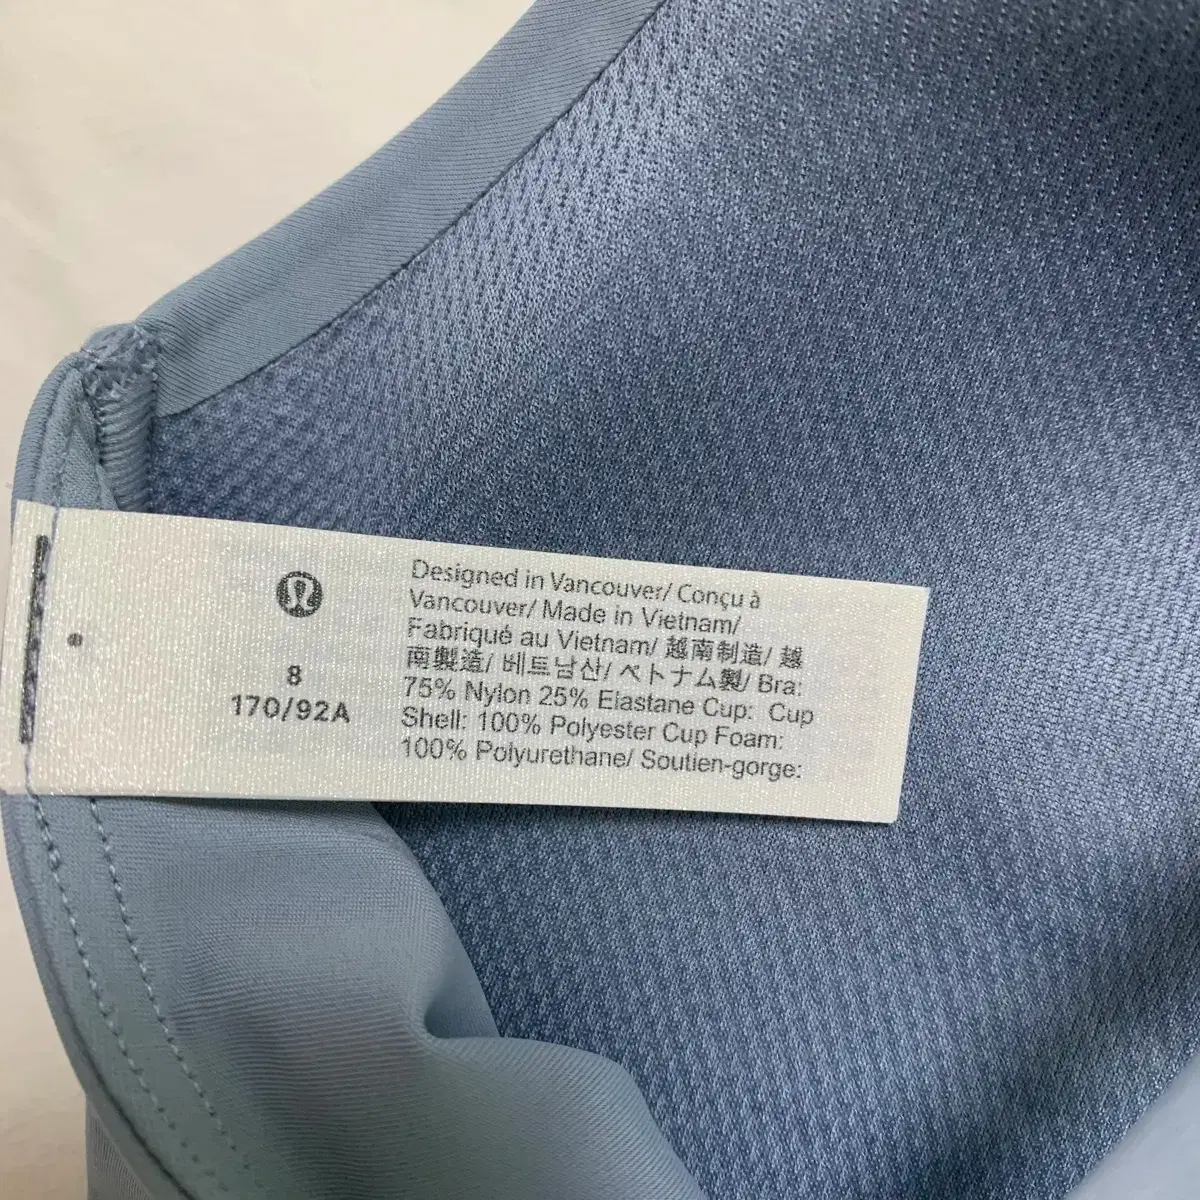 8
170/92A
Designed in Vancouver/ Conçu à
Vancouver/ Made in Vietnam/
Fabriqué au Vietnam/ 越南制造/ 越
南製造/ 베트남산/ ベトナム製/ Bra:
75% Nylon 25% Elastane Cup: Cup
Shell: 100% Polyester Cup Foam:
100% Polyurethane/ Soutien-gorge: